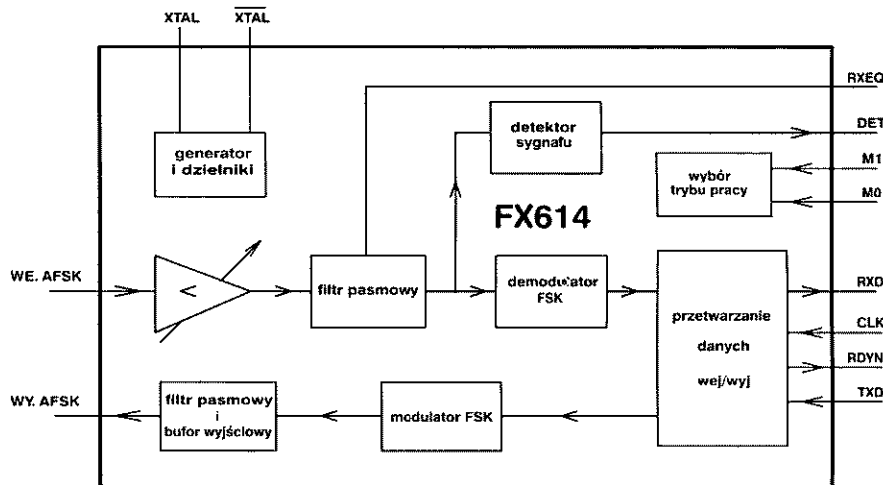 XTAL
XTAL
RXEQ
detektor
sygnału
DET
generator
i dzielniki
wybór
trybu pracy
M1
M0
FX614
WE. AFSK
<
filtr pasmowy
demodulator
FSK
przetwarzanie
danych
wej/wyj
RXD
CLK
RDYN
TXD
WY. AFSK
filtr pasmowy
i
bufor wyjściowy
modulator FSK